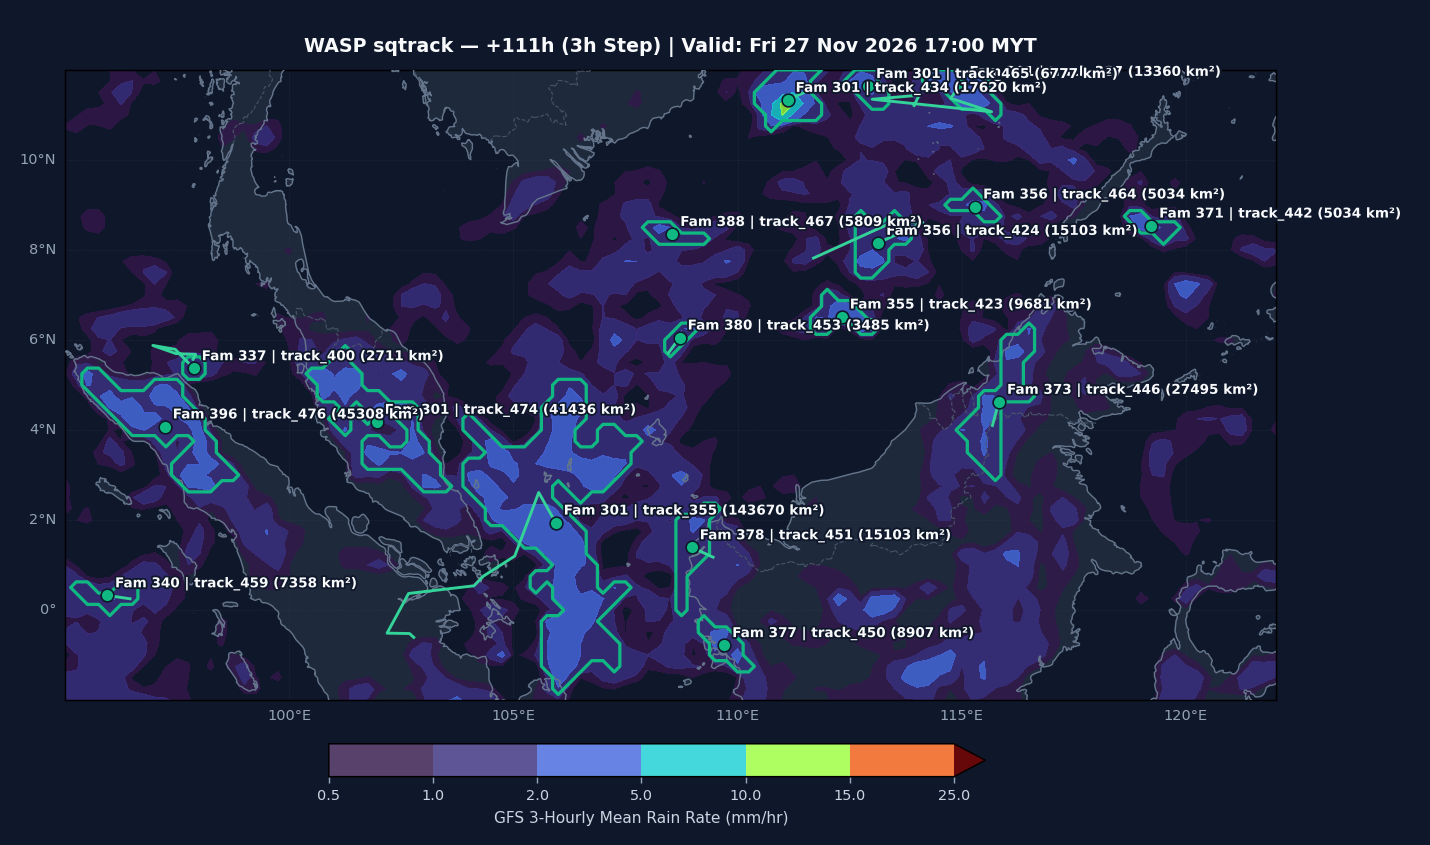 WASP sqtrack — +111h (3h Step) | Valid: Fri 27 Nov 2026 17:00 MYT
(13360 km²)
Fam 301 | track_465 (6777 km²)
Fam 301 | track_434 (17620 km²)
10°N
Fam 356 | track_464 (5034 km²)
Fam 371 | track_442 (5034 km²)
Fam 388 | track_467 (5809 km²)
Fam 356 | track_424 (15103 km²)
8°N
Fam 355 | track_423 (9681 km²)
Fam 380 | track_453 (3485 km²)
6°N
Fam 337 | track_400 (2711 km²)
Fam 373 | track_446 (27495 km²)
Fam 396 | track_476 (45308 km²)
Fam 301 | track_474 (41436 km²)
4°N
Fam 301 | track_355 (143670 km²)
2°N
Fam 378 | track_451 (15103 km²)
Fam 340 | track_459 (7358 km²)
0°
Fam 377 | track_450 (8907 km²)
100°E 105°E 110°E 115°E 120°E
0.5 1.0 2.0 5.0 10.0 15.0 25.0
GFS 3-Hourly Mean Rain Rate (mm/hr)